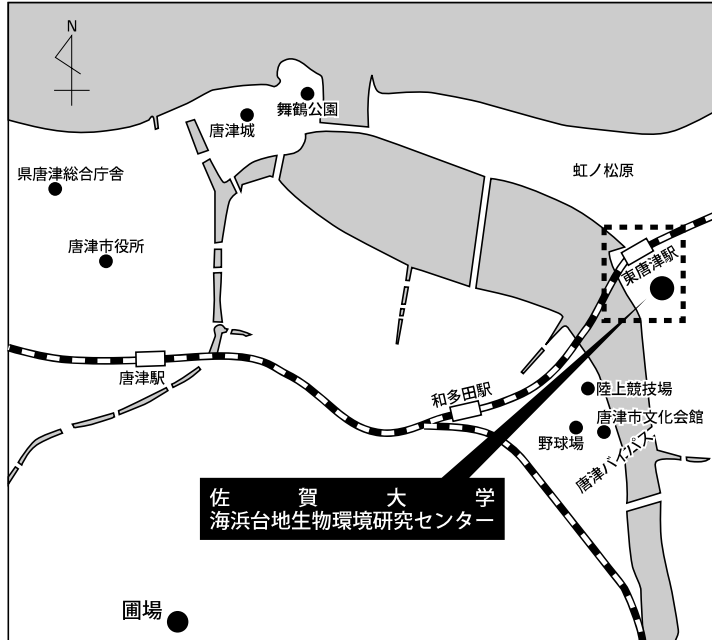 N
舞鶴公園
唐津城
虹ノ松原
県唐津総合庁舎
唐津市役所
東唐津駅
唐津駅
和多田駅
陸上競技場
唐津市文化会館
野球場
唐津バイパス
佐賀大学
海浜台地生物環境研究センター
圃場